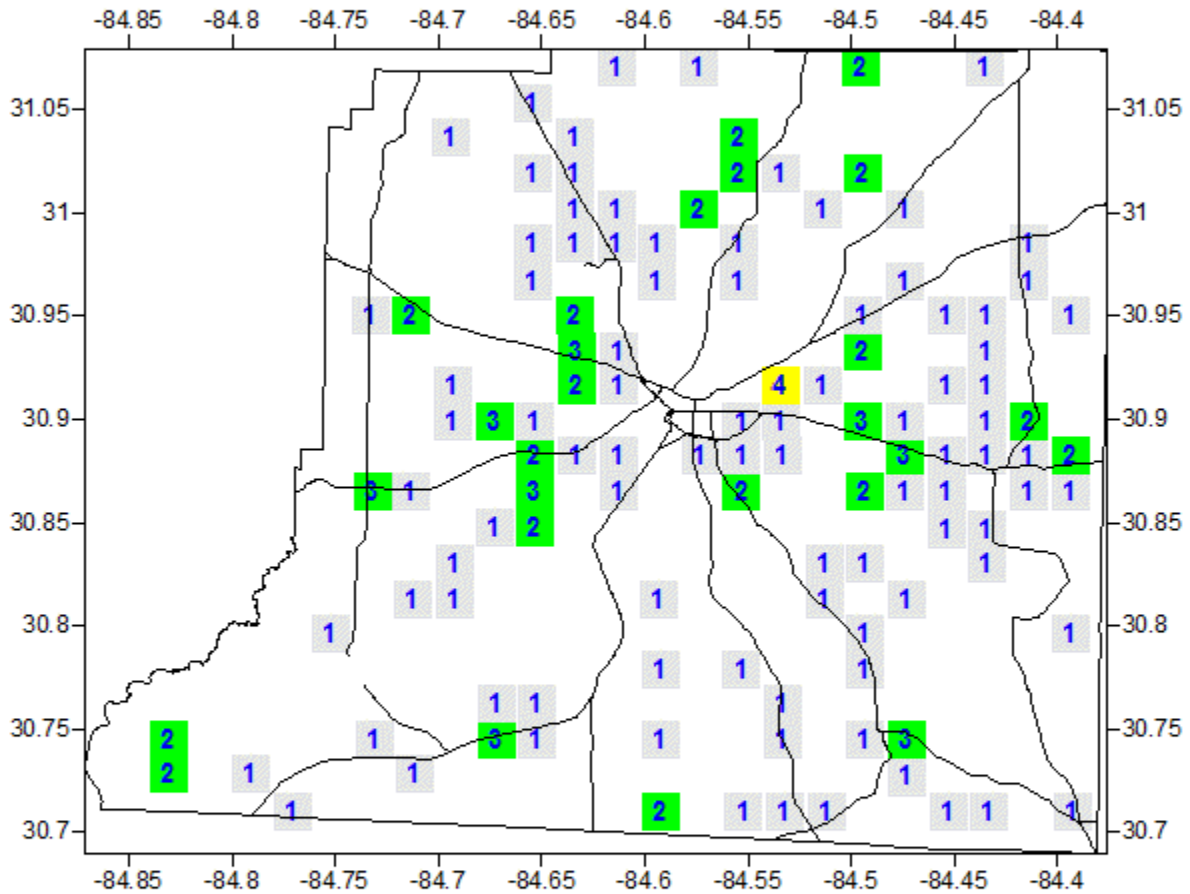 -84.85 -84.8 -84.75 -84.7 -84.65 -84.6 -84.55 -84.5 -84.45 -84.4
1 1 2 1
1
31.05 31.05
1 1 2
1 1 2 1 2
31 1 1 2 1 1 31
1 1 1 1 1 1
1 1 1 1 1
30.95 1 2 2 1 1 1 1 30.95
3 1 2 1
1 2 1 4 1 1 1
30.9 1 3 1 1 1 3 1 1 2 30.9
2 1 1 1 1 1 3 1 1 1 2
3 1 3 1 2 2 1 1 1 1
30.85 1 2 1 1 30.85
1 1 1 1
1 1 1 1 1
30.8 1 1 1 30.8
1 1 1
1 1 1
30.75 2 1 3 1 1 1 1 3 30.75
2 1 1 1
1 2 1 1 1 1 1 1
30.7 30.7
-84.85 -84.8 -84.75 -84.7 -84.65 -84.6 -84.55 -84.5 -84.45 -84.4